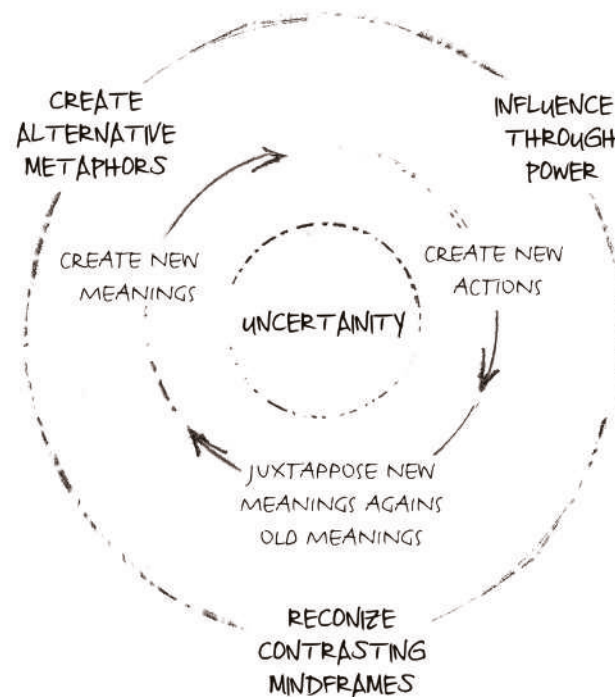 CREATE
ALTERNATIVE
METAPHORS
INFLUENCE
THROUGH
POWER
CREATE NEW
MEANINGS
CREATE NEW
ACTIONS
UNCERTAINITY
JUXTAPPOSE NEW
MEANINGS AGAINS
OLD MEANINGS
RECONIZE
CONTRASTING
MINDFRAMES